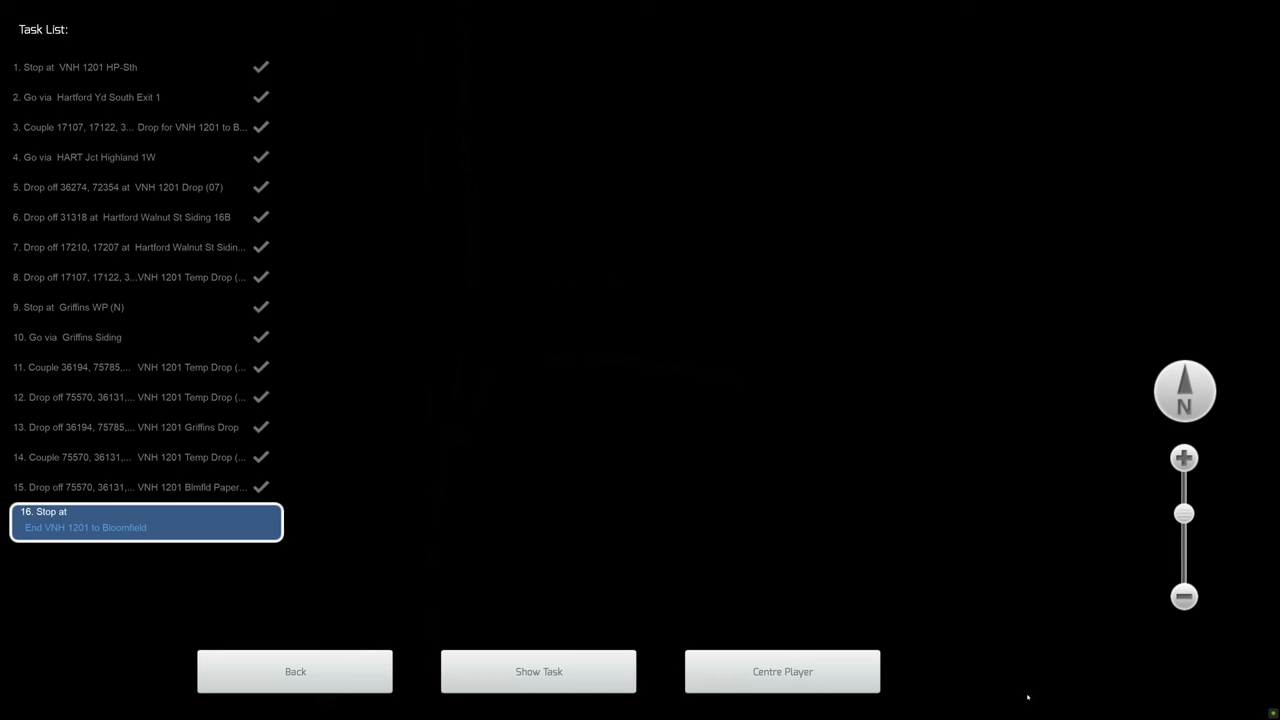 Task List:
1. Stop at VNH 1201 HP-Sth
2. Go via Hartford Yd South Exit 1
3. Couple 17107, 17122, 3... Drop for VNH 1201 to B...
4. Go via HART Jct Highland 1W
5. Drop off 36274, 72354 at VNH 1201 Drop (07)
6. Drop off 31318 at Hartford Walnut St Siding 16B
7. Drop off 17210, 17207 at Hartford Walnut St Sidin...
8. Drop off 17107, 17122, 3...VNH 1201 Temp Drop (...
9. Stop at Griffins WP (N)
10. Go via Griffins Siding
11. Couple 36194, 75785,... VNH 1201 Temp Drop (...
12. Drop off 75570, 36131,... VNH 1201 Temp Drop (...
13. Drop off 36194, 75785,... VNH 1201 Griffins Drop
14. Couple 75570, 36131,... VNH 1201 Temp Drop (...
15. Drop off 75570, 36131,... VNH 1201 Blmfld Paper...
16. Stop at
End VNH 1201 to Bloomfield
N
Back
Show Task
Centre Player